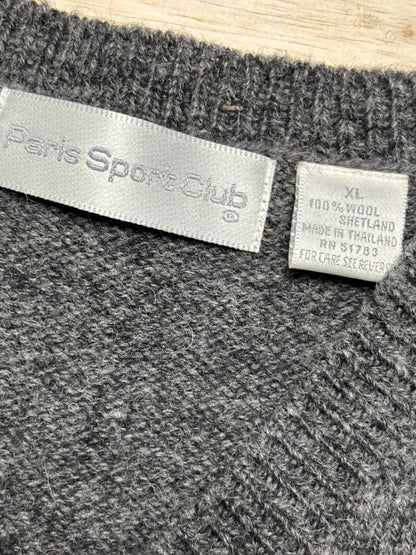 Paris Sport Club
®
XL
100% WOOL
SHETLAND
MADE IN THAILAND
RN 51783
FOR CARE SEE REVER